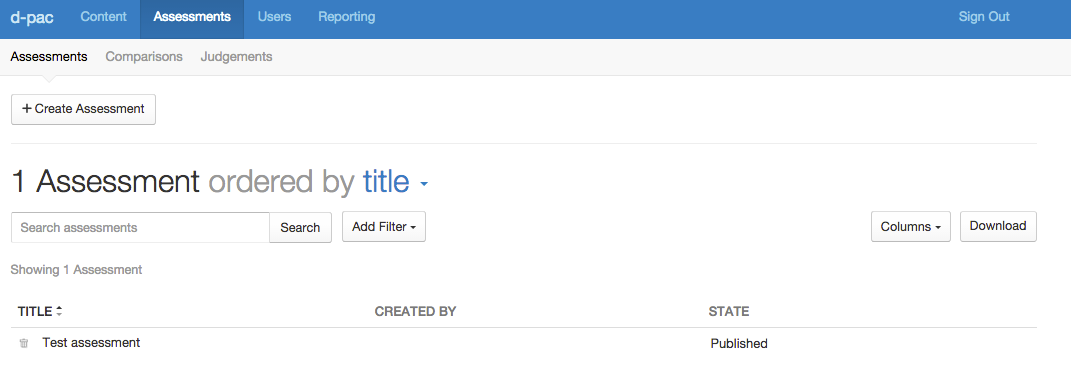 d-pac Content Assessments Users Reporting Sign Out
Assessments Comparisons Judgements
+ Create Assessment
1 Assessment ordered by title
Search assessments Search Add Filter Columns Download
Showing 1 Assessment
TITLE CREATED BY STATE
Test assessment Published